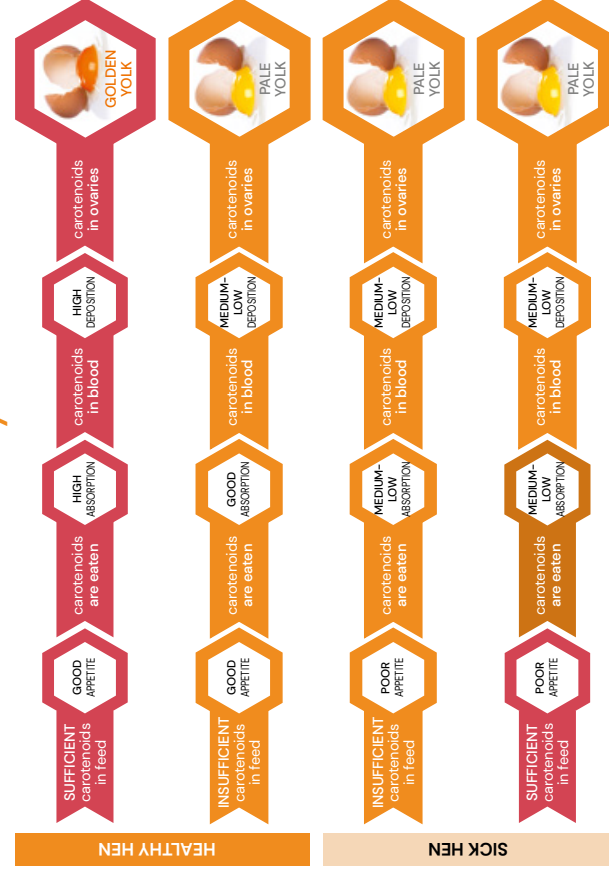 HEALTHY HEN
SUFFICIENT
carotenoids
in feed
GOOD
APPETITE
carotenoids
are eaten
HIGH
ABSORPTION
carotenoids
in blood
HIGH
DEPOSITION
carotenoids
in ovaries
GOLDEN
YOLK
INSUFFICIENT
carotenoids
in feed
GOOD
APPETITE
carotenoids
are eaten
GOOD
ABSORPTION
carotenoids
in blood
MEDIUM-
LOW
DEPOSITION
carotenoids
in ovaries
PALE
YOLK
SICK HEN
INSUFFICIENT
carotenoids
in feed
POOR
APPETITE
carotenoids
are eaten
MEDIUM-
LOW
ABSORPTION
carotenoids
in blood
MEDIUM-
LOW
DEPOSITION
carotenoids
in ovaries
PALE
YOLK
SUFFICIENT
carotenoids
in feed
POOR
APPETITE
carotenoids
are eaten
MEDIUM-
LOW
ABSORPTION
carotenoids
in blood
MEDIUM-
LOW
DEPOSITION
carotenoids
in ovaries
PALE
YOLK